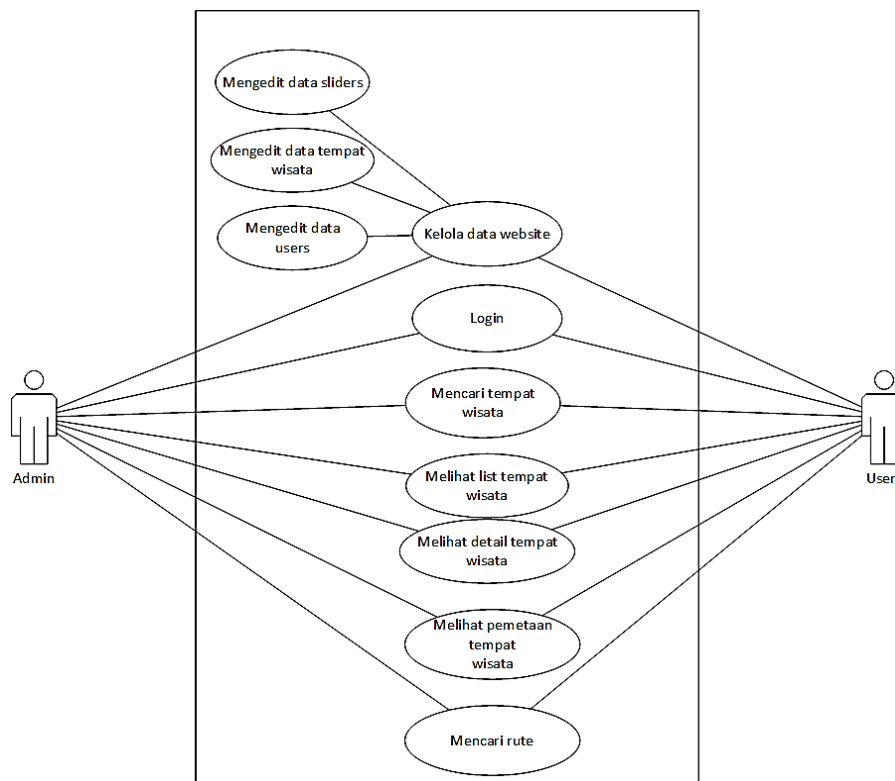 Mengedit data sliders
Mengedit data tempat
wisata
Mengedit data
users
Kelola data website
Login
Mencari tempat
wisata
Melihat list tempat
wisata
Melihat detail tempat
wisata
Melihat pemetaan
tempat
wisata
Mencari rute
Admin
User